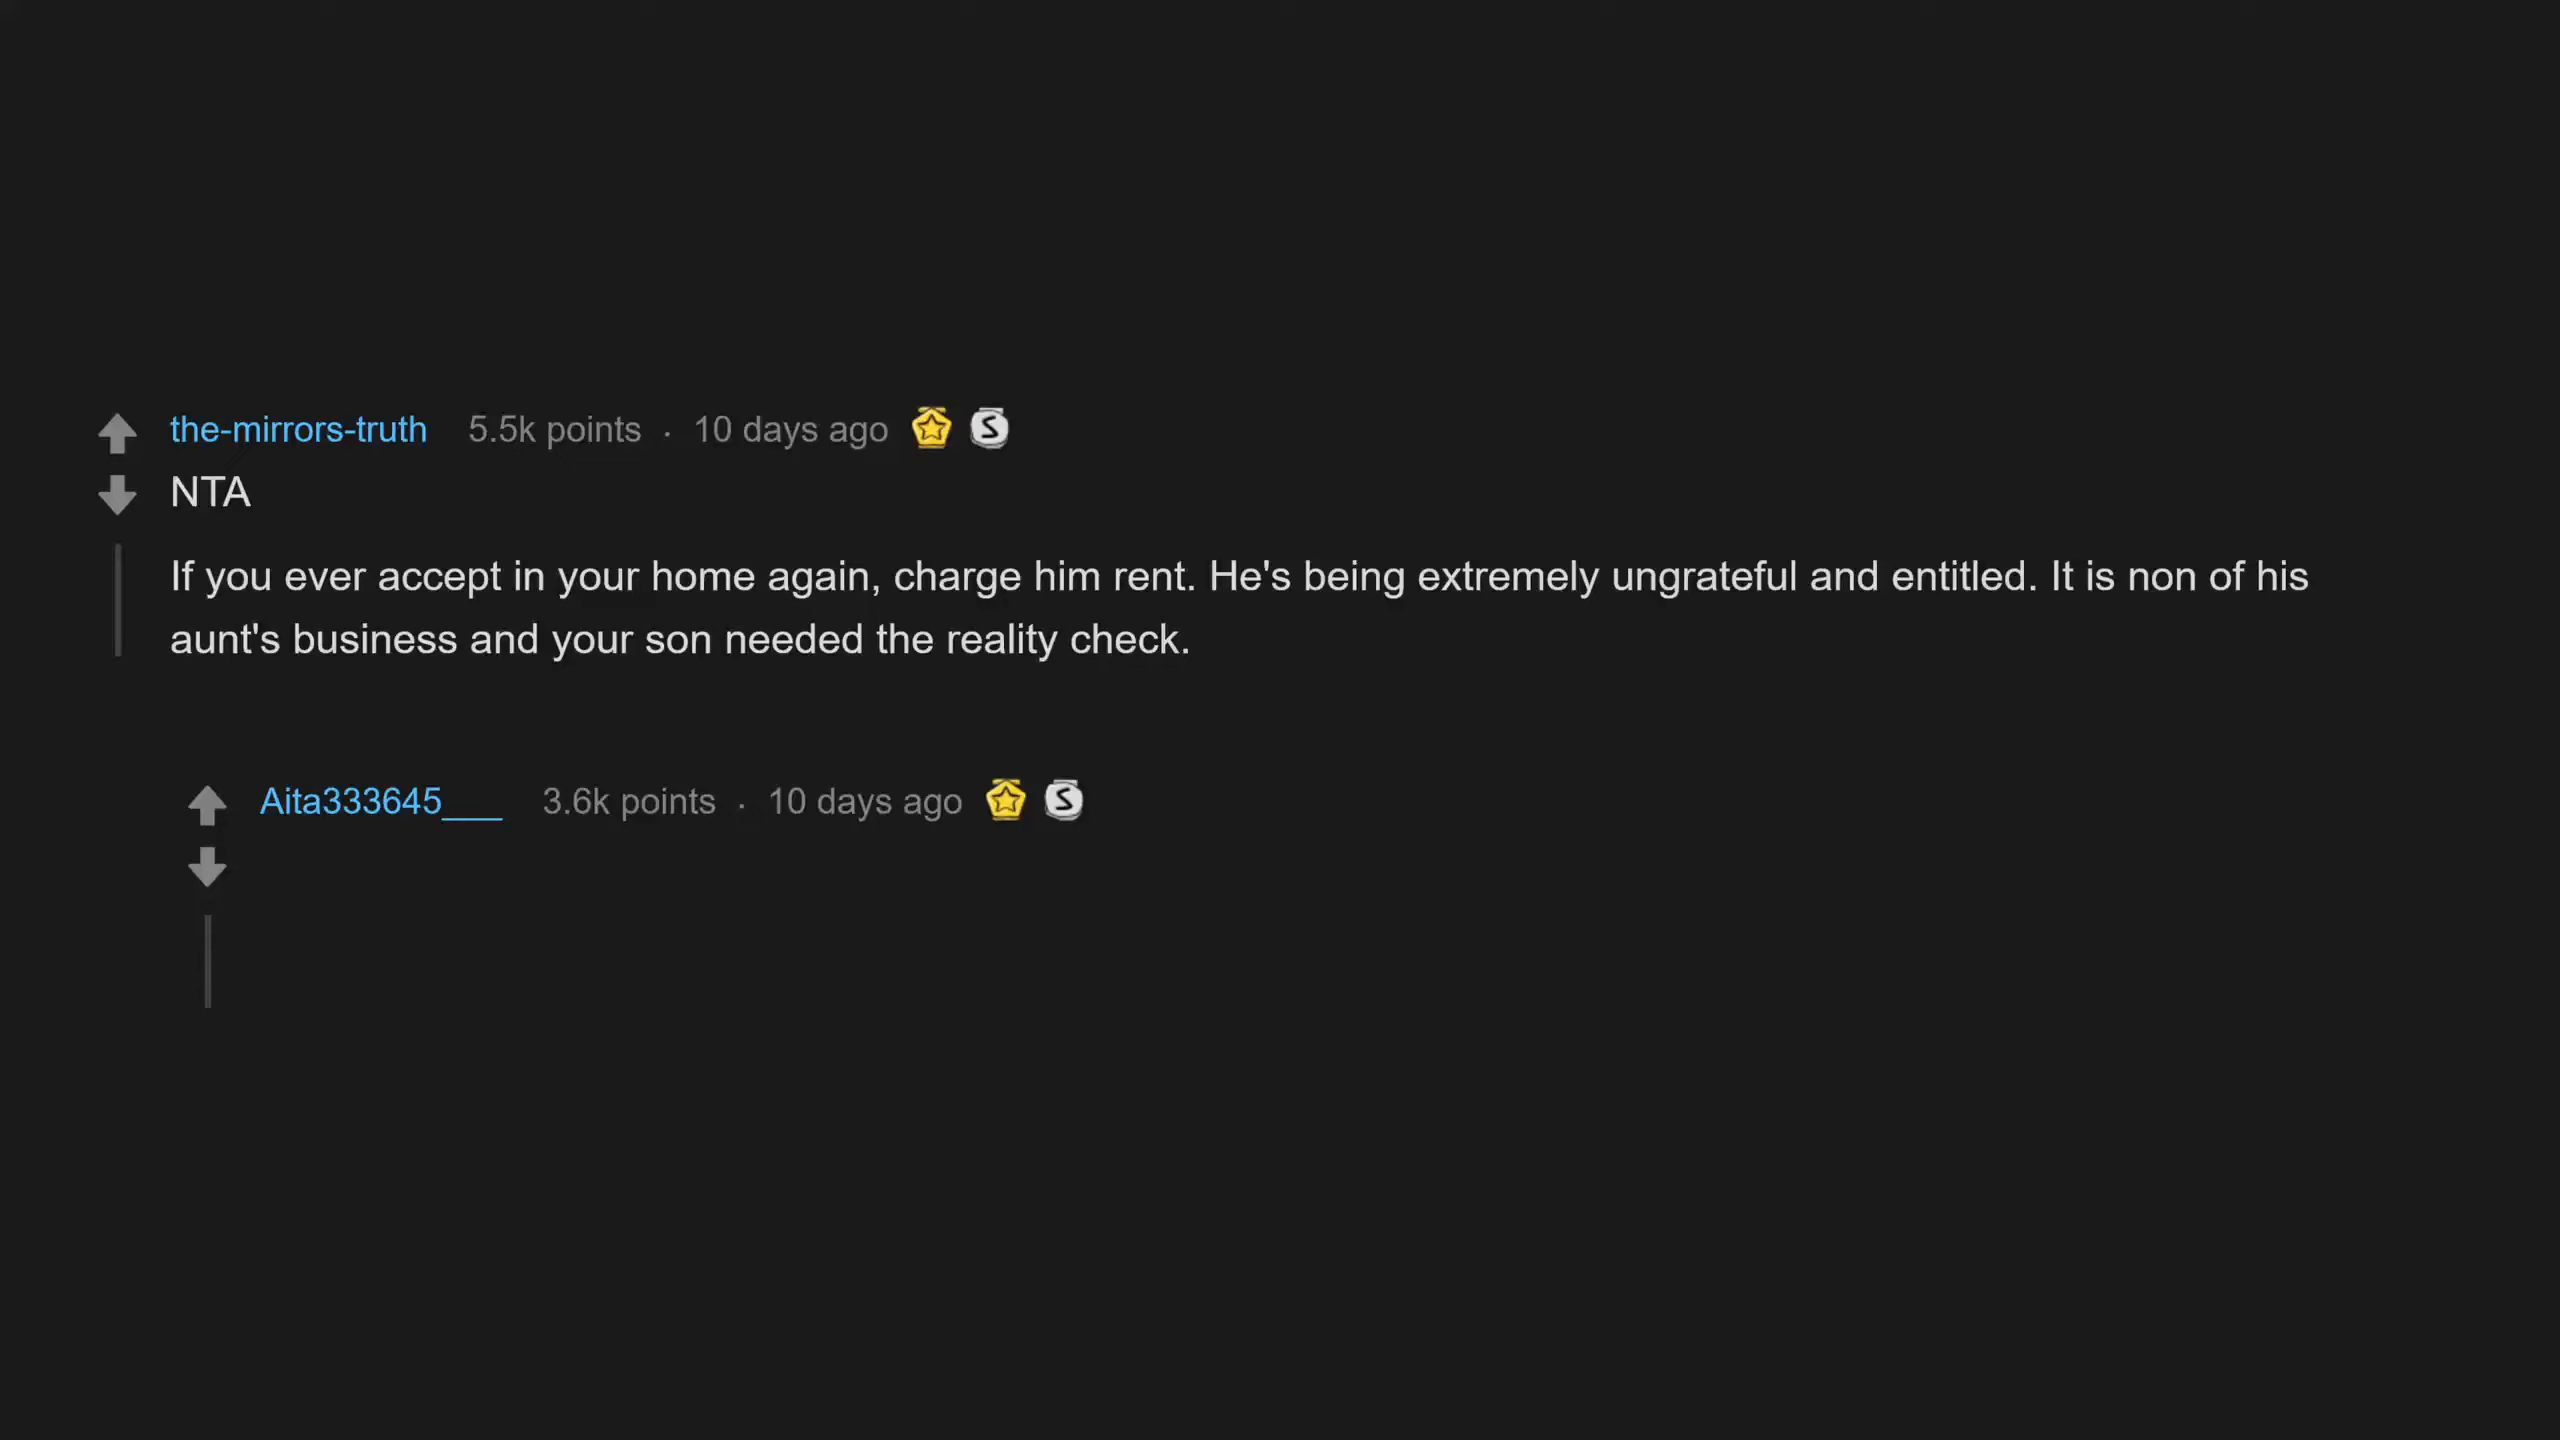 the-mirrors-truth 5.5k points · 10 days ago
NTA
If you ever accept in your home again, charge him rent. He's being extremely ungrateful and entitled. It is non of his
aunt's business and your son needed the reality check.
Aita333645___ 3.6k points · 10 days ago